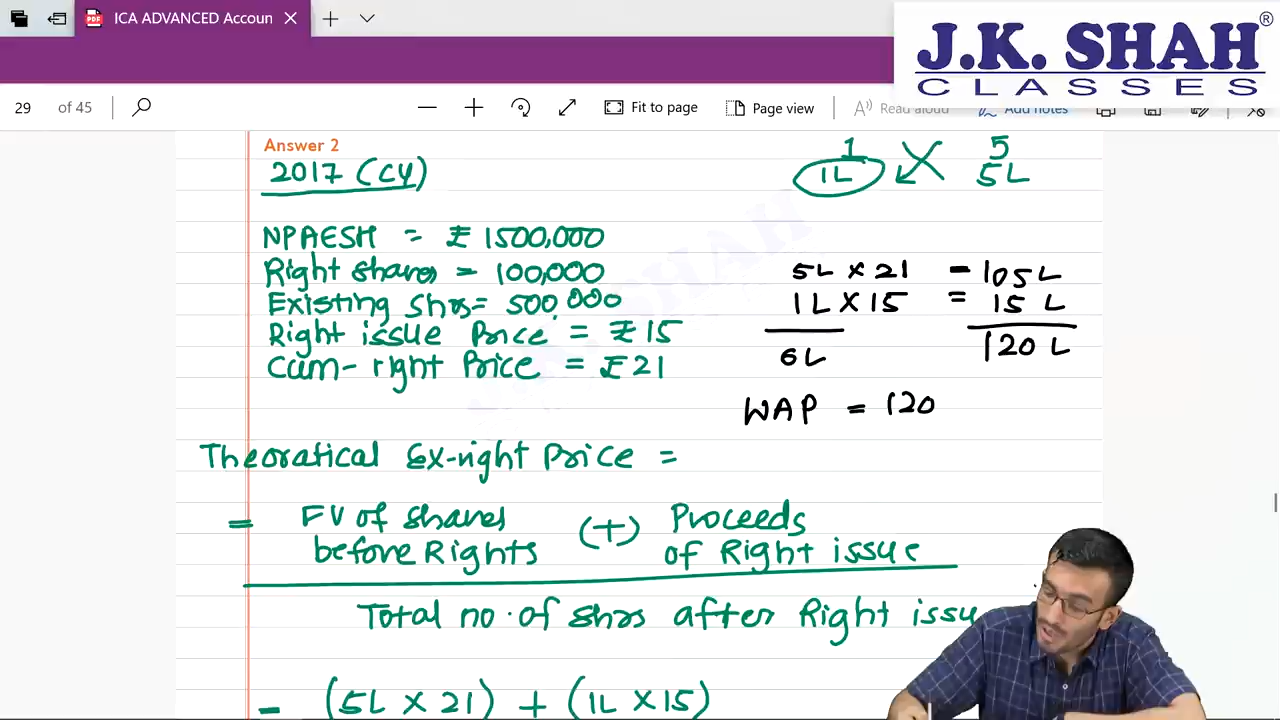 ICA ADVANCED Accoun
J.K. SHAH ®
CLASSES
29 of 45
Fit to page
Page view
Read aloud
Add notes
Answer 2
2017 (CY)
1 5
1L 5L
NPAESH = ₹ 1500,000
Right shares = 100,000
Existing Shrs = 500,000
Right issue Price = ₹15
Cum-right Price = ₹21
5L X 21 = 105L
1L X 15 = 15 L
6L 120 L
WAP = 120
Theoratical Ex-right Price =
= FV of shares before Rights (+) Proceeds of Right issue
Total no. of shrs after Right issu
= (5L X 21) + (1L X 15)